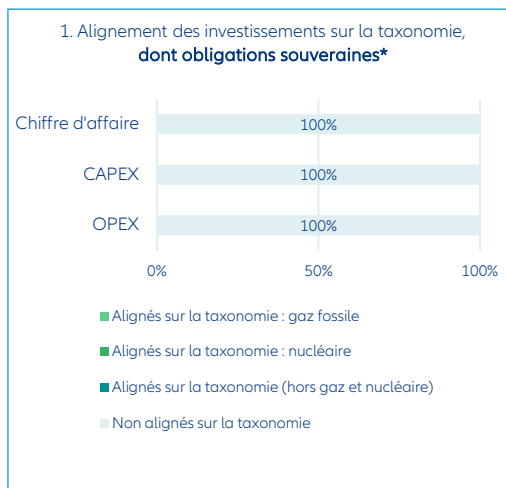 1. Alignement des investissements sur la taxonomie,
dont obligations souveraines*
Chiffre d'affaire
100%
CAPEX
100%
OPEX
100%
0%
50%
100%
Alignés sur la taxonomie : gaz fossile
Alignés sur la taxonomie : nucléaire
Alignés sur la taxonomie (hors gaz et nucléaire)
Non alignés sur la taxonomie